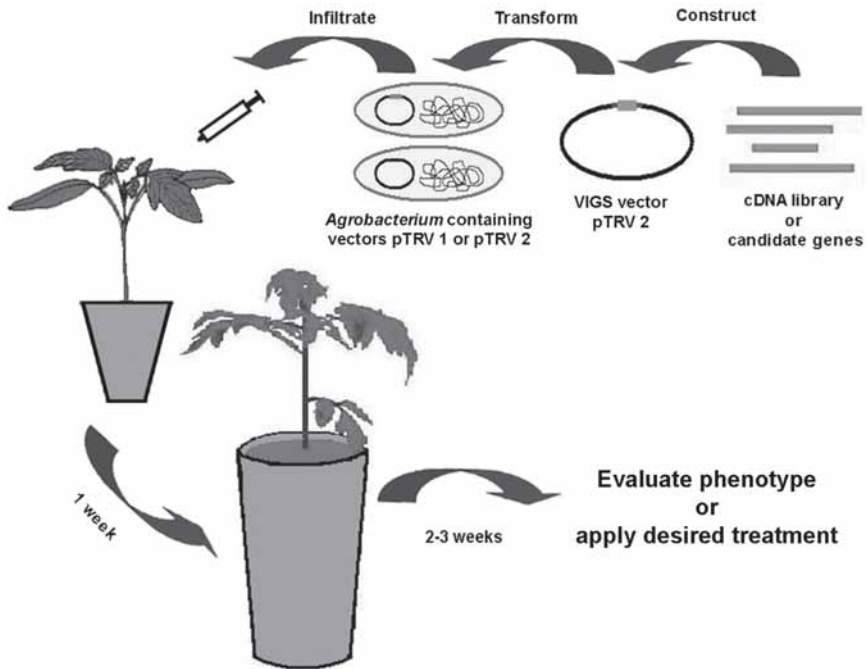 Infiltrate
Transform
Construct
Agrobacterium containing
vectors pTRV 1 or pTRV 2
VIGS vector
pTRV 2
cDNA library
or
candidate genes
1 week
2-3 weeks
Evaluate phenotype
or
apply desired treatment